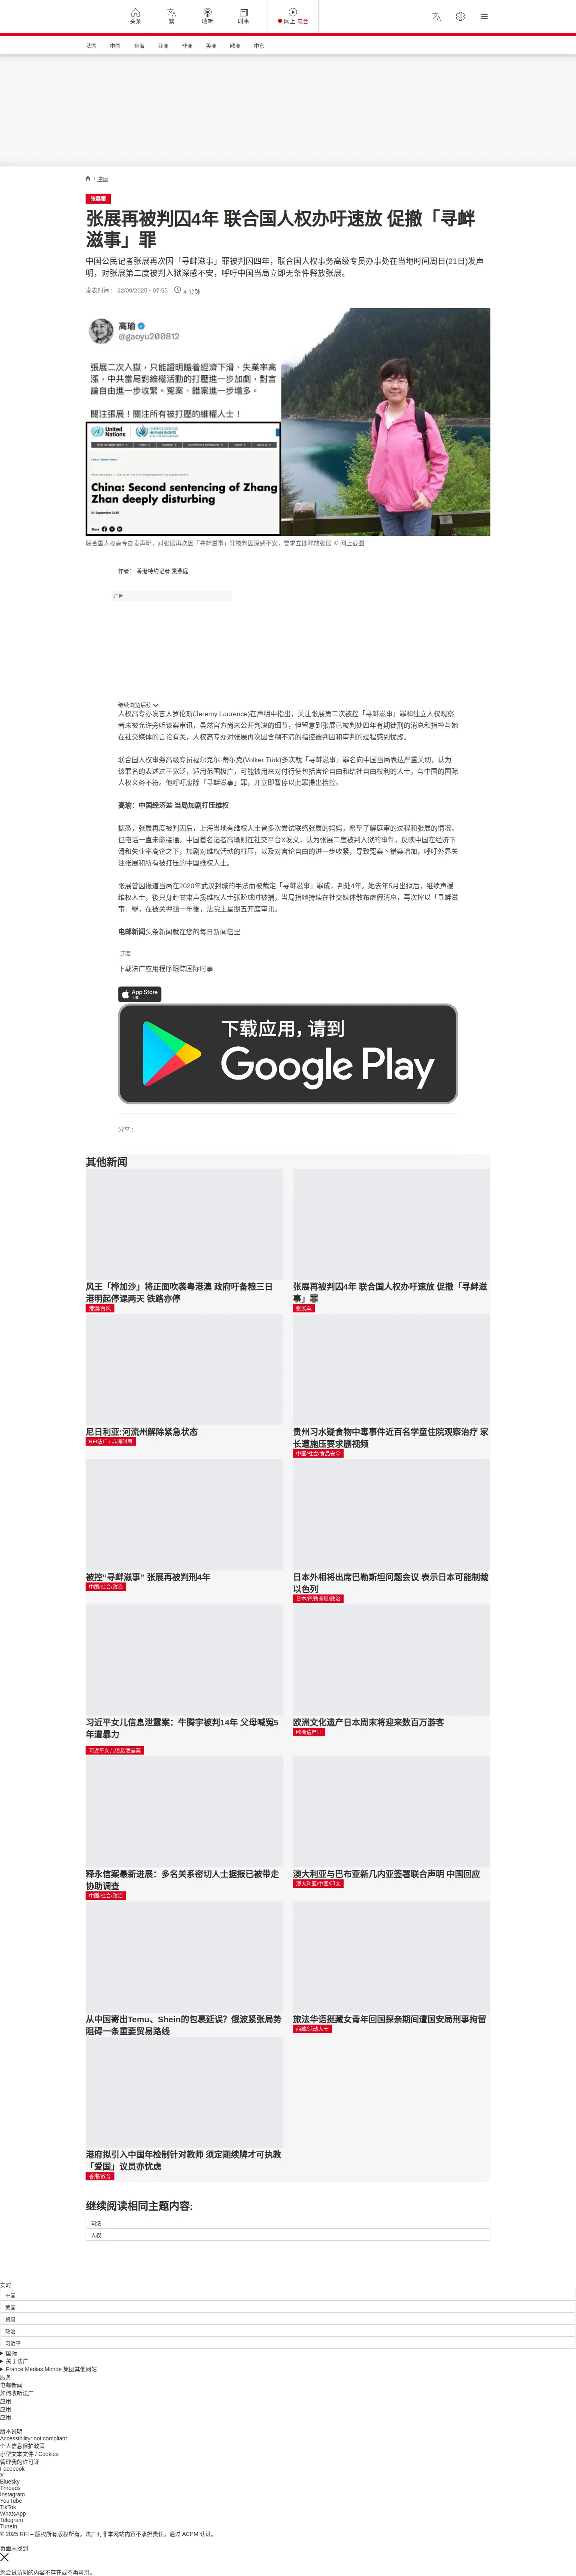 头条
繁
收听
时事
网上 电台
法国
中国
台海
亚洲
非洲
美洲
欧洲
中东
/ 中国
张展案
张展再被判囚4年 联合国人权办吁速放 促撤「寻衅
滋事」罪
中国公民记者张展再次因「寻衅滋事」罪被判囚四年，联合国人权事务高级专员办事处在当地时间周日(21日)发声
明，对张展第二度被判入狱深感不安，呼吁中国当局立即无条件释放张展。
发表时间： 22/09/2025 - 07:55
4 分钟
高瑜
@gaoyu200812
張展二次入獄，只能證明隨着經濟下滑、失業率高
漲，中共當局對維權活動的打壓進一步加劇，對言
論自由進一步收緊。冤案、錯案進一步增多。
關注張展！關注所有被打壓的維權人士！
United
Nations
UNITED NATIONS
HUMAN RIGHTS
China: Second sentencing of Zhang
Zhan deeply disturbing
21 September 2025
Share
联合国人权高专办发声明，对张展再次因「寻衅滋事」罪被判囚深感不安，要求立即释放张展 © 网上截图
作者： 香港特约记者 麦燕庭
广告
继续浏览后续
人权高专办发言人罗伦斯(Jeremy Laurence)在声明中指出，关注张展第二次被控「寻衅滋事」罪和独立人权观察
者未被允许旁听该案审讯，虽然官方尚未公开判决的细节，但留意到张展已被判处四年有期徒刑的消息和指控与她
在社交媒体的言论有关，人权高专办对张展再次因含糊不清的指控被判囚和审判的过程感到忧虑。
联合国人权事务高级专员福尔克尔·蒂尔克(Volker Türk)多次就「寻衅滋事」罪名向中国当局表达严重关切，认为
该罪名的表述过于宽泛，适用范围极广，可能被用来对付行使包括言论自由和结社自由权利的人士，与中国的国际
人权义务不符。他呼吁废除「寻衅滋事」罪，并立即暂停以此罪提出检控。
高瑜：中国经济差 当局加剧打压维权
据悉，张展再度被判囚后，上海当地有维权人士曾多次尝试联络张展的妈妈，希望了解庭审的过程和张展的情况，
但电话一直未能接通。中国着名记者高瑜则在社交平台X发文，认为张展二度被判入狱的事件，反映中国在经济下
滑和失业率高企之下，加剧对维权活动的打压，以及对言论自由的进一步收紧，导致冤案丶错案增加，呼吁外界关
注张展和所有被打压的中国维权人士。
张展曾因报道当局在2020年武汉封城的手法而被裁定「寻衅滋事」罪成，判处4年。她去年5月出狱后，继续声援
维权人士，後只身赴甘肃声援维权人士张盼成时被捕，当局指她持续在社交媒体散布虚假消息，再次控以「寻衅滋
事」罪，在被关押逾一年後，法院上星期五开庭审讯。
电邮新闻头条新闻就在您的每日新闻信里
订阅
下载法广应用程序跟踪国际时事
App Store
下载
下载应用，请到
Google Play
分享 :
其他新闻
风王「桦加沙」将正面吹袭粤港澳 政府吁备粮三日
港明起停课两天 铁路亦停
港澳/台风
张展再被判囚4年 联合国人权办吁速放 促撤「寻衅滋
事」罪
张展案
尼日利亚:河流州解除紧急状态
RFI法广 / 非洲时事
贵州习水疑食物中毒事件近百名学童住院观察治疗 家
长遭施压要求删视频
中国/社会/食品安全
被控“寻衅滋事” 张展再被判刑4年
中国/社会/政治
日本外相将出席巴勒斯坦问题会议 表示日本可能制裁
以色列
日本/巴勒斯坦/政治
习近平女儿信息泄露案：牛腾宇被判14年 父母喊冤5
年遭暴力
习近平女儿信息泄露案
欧洲文化遗产日本周末将迎来数百万游客
欧洲遗产日
释永信案最新进展：多名关系密切人士据报已被带走
协助调查
中国/社会/政治
澳大利亚与巴布亚新几内亚签署联合声明 中国回应
澳大利亚/中国/印太
从中国寄出Temu、Shein的包裹延误？俄波紧张局势
阻碍一条重要贸易路线
旅法华语挺藏女青年回国探亲期间遭国安局刑事拘留
西藏/活动人士
港府拟引入中国年检制针对教师 须定期续牌才可执教
「爱国」议员亦忧虑
香港/教育
继续阅读相同主题内容:
司法
人权
实时
中国
美国
贸易
政治
习近平
国际
关于法广
France Médias Monde 集团其他网站
服务
电邮新闻
如何收听法广
应用
应用
应用
版本说明
Accessibility: not compliant
个人信息保护政策
小型文本文件 / Cookies
管理我的许可证
Facebook
X
Bluesky
Threads
Instagram
YouTube
TikTok
WhatsApp
Telegram
TuneIn
© 2025 RFI – 版权所有版权所有。法广对非本网站内容不承担责任。通过 ACPM 认证。
页面未找到
您尝试访问的内容不存在或不再可用。